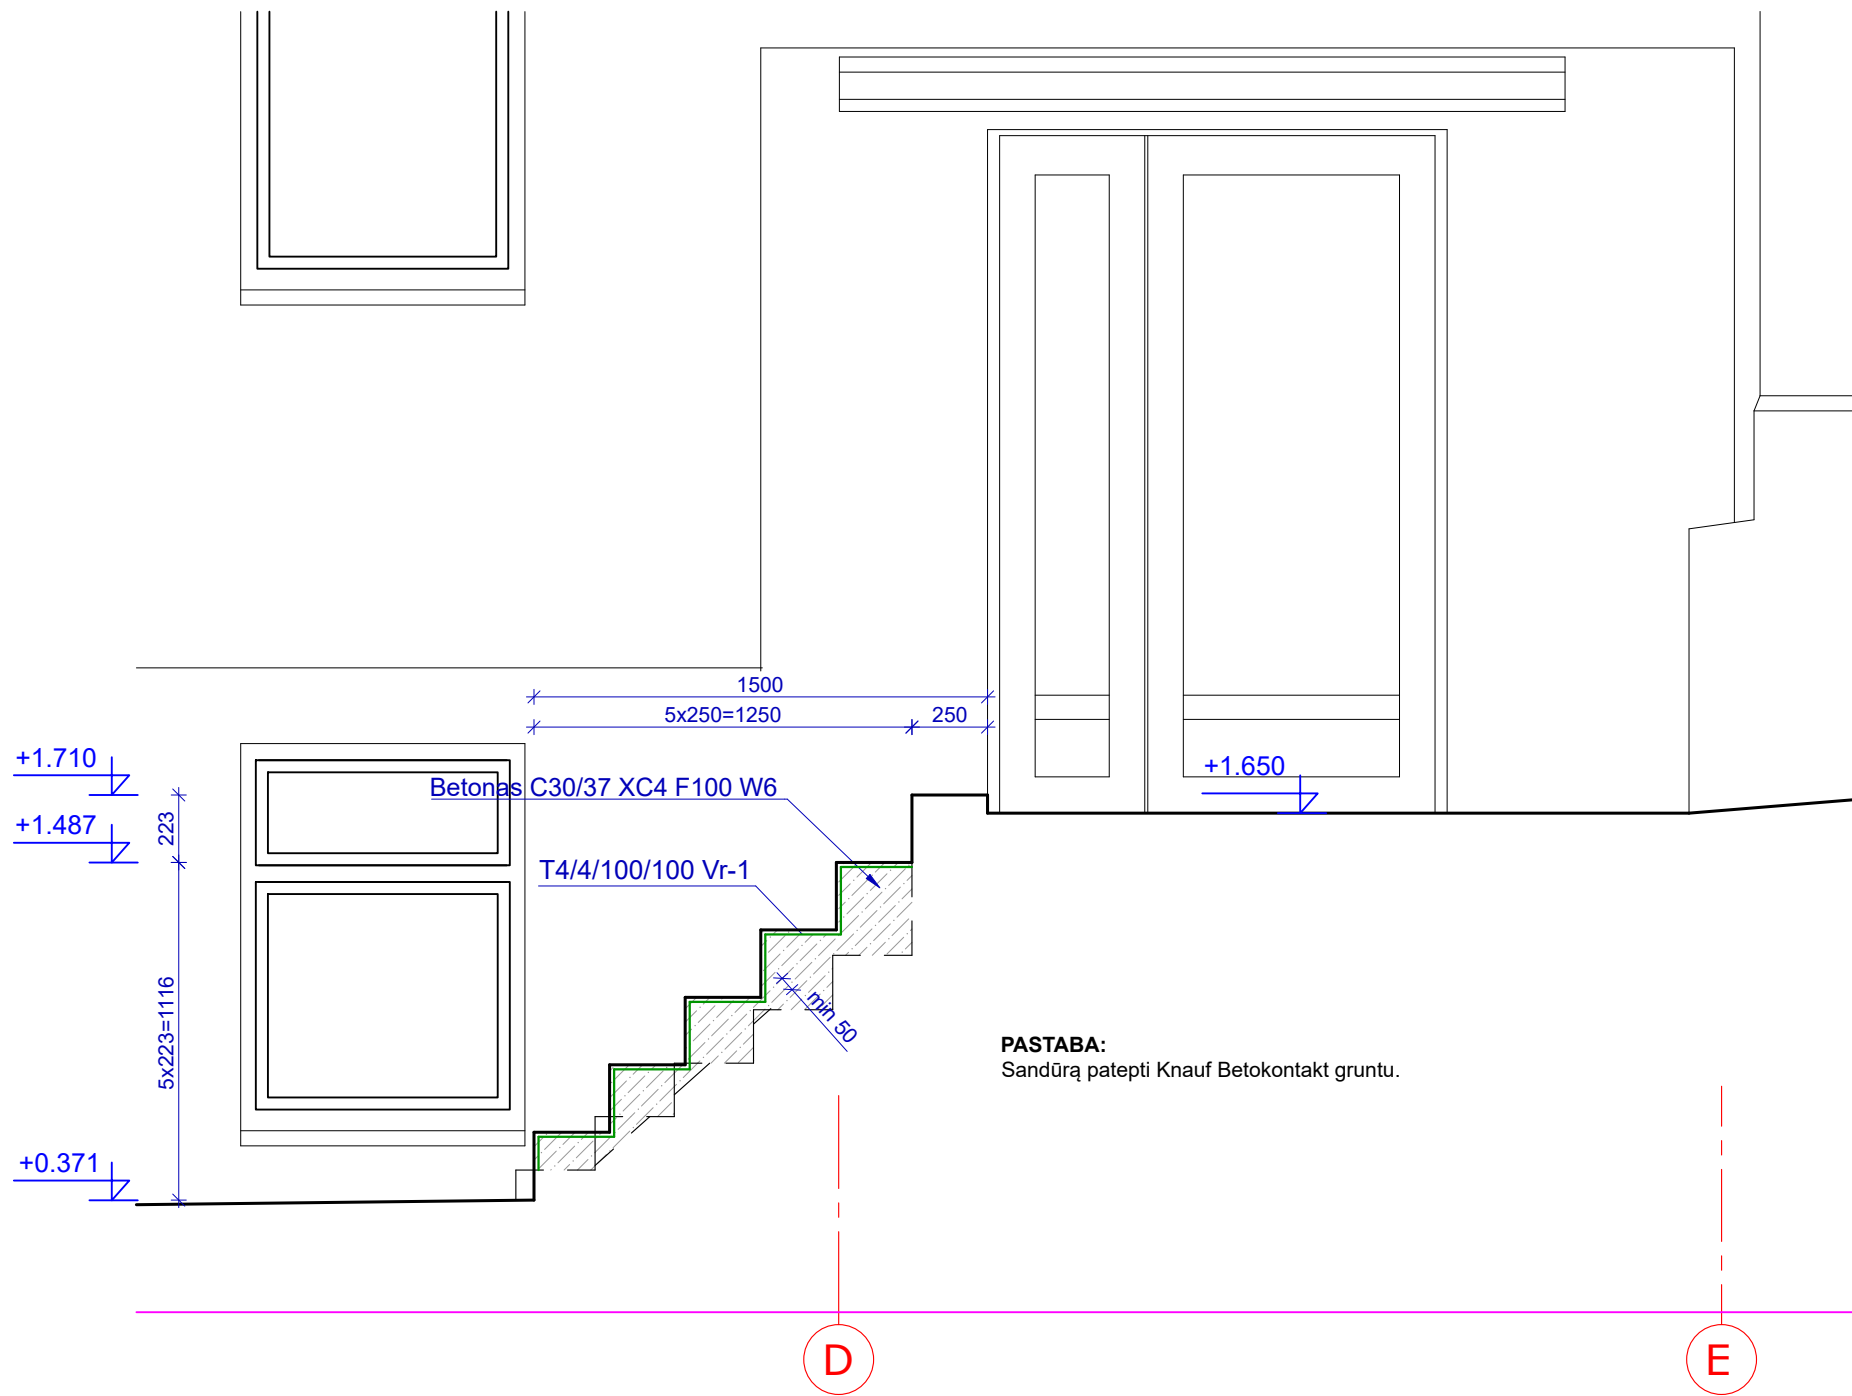 1500
5x250=1250
250
+1.710
+1.650
Betonas C30/37 XC4 F100 W6
+1.487
223
T4/4/100/100 Vr-1
5x223=1116
min 50
PASTABA:
Sandūrą patepti Knauf Betokontakt gruntu.
+0.371
D
E